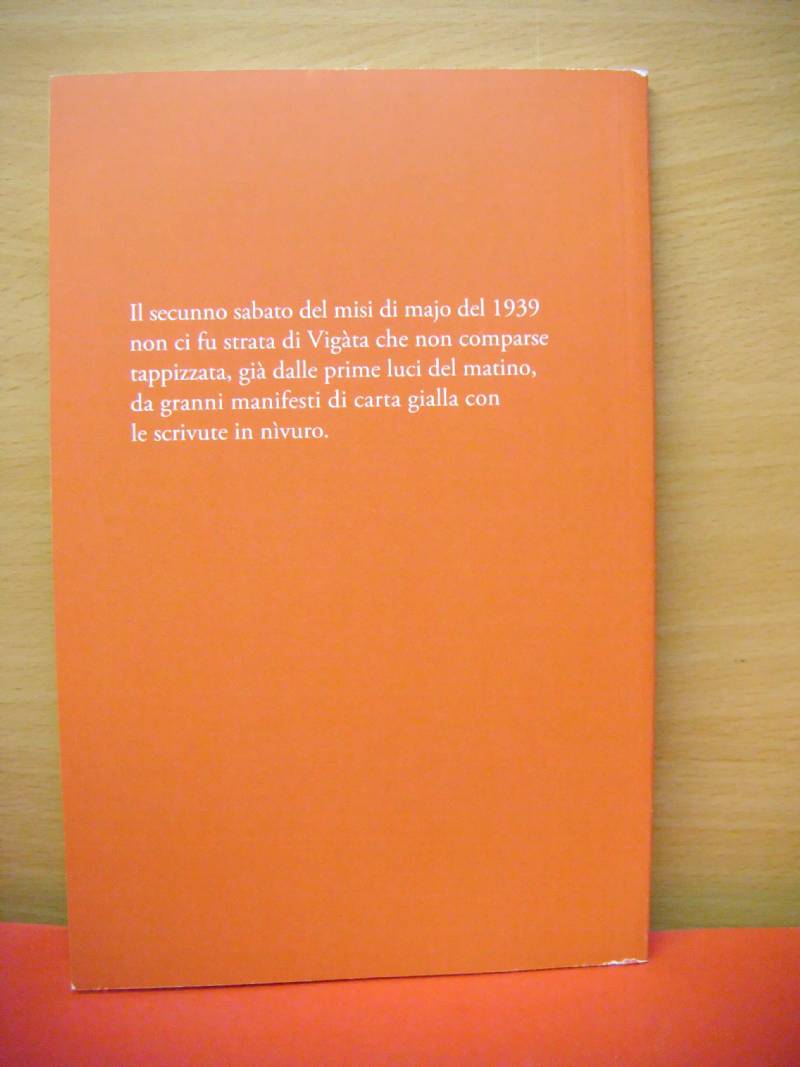 Il secunno sabato del misi di majo del 1939
non ci fu strata di Vigàta che non comparse
tappizzata, già dalle prime luci del matino,
da granni manifesti di carta gialla con
le scrivute in nìvuro.